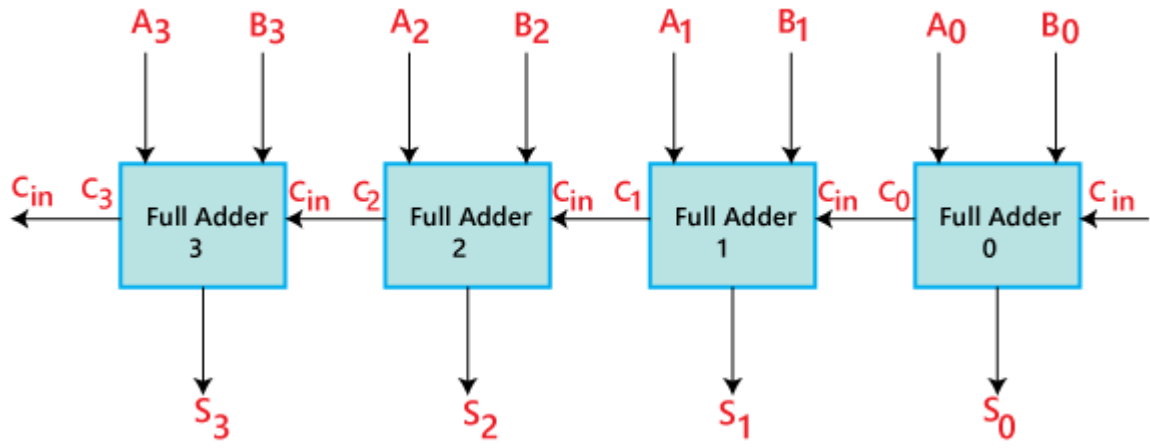 A3 B3 A2 B2 A1 B1 A0 B0
Cin C3 Cin C2 Cin C1 Cin C0 Cin
Full Adder Full Adder Full Adder Full Adder
3 2 1 0
S3 S2 S1 S0